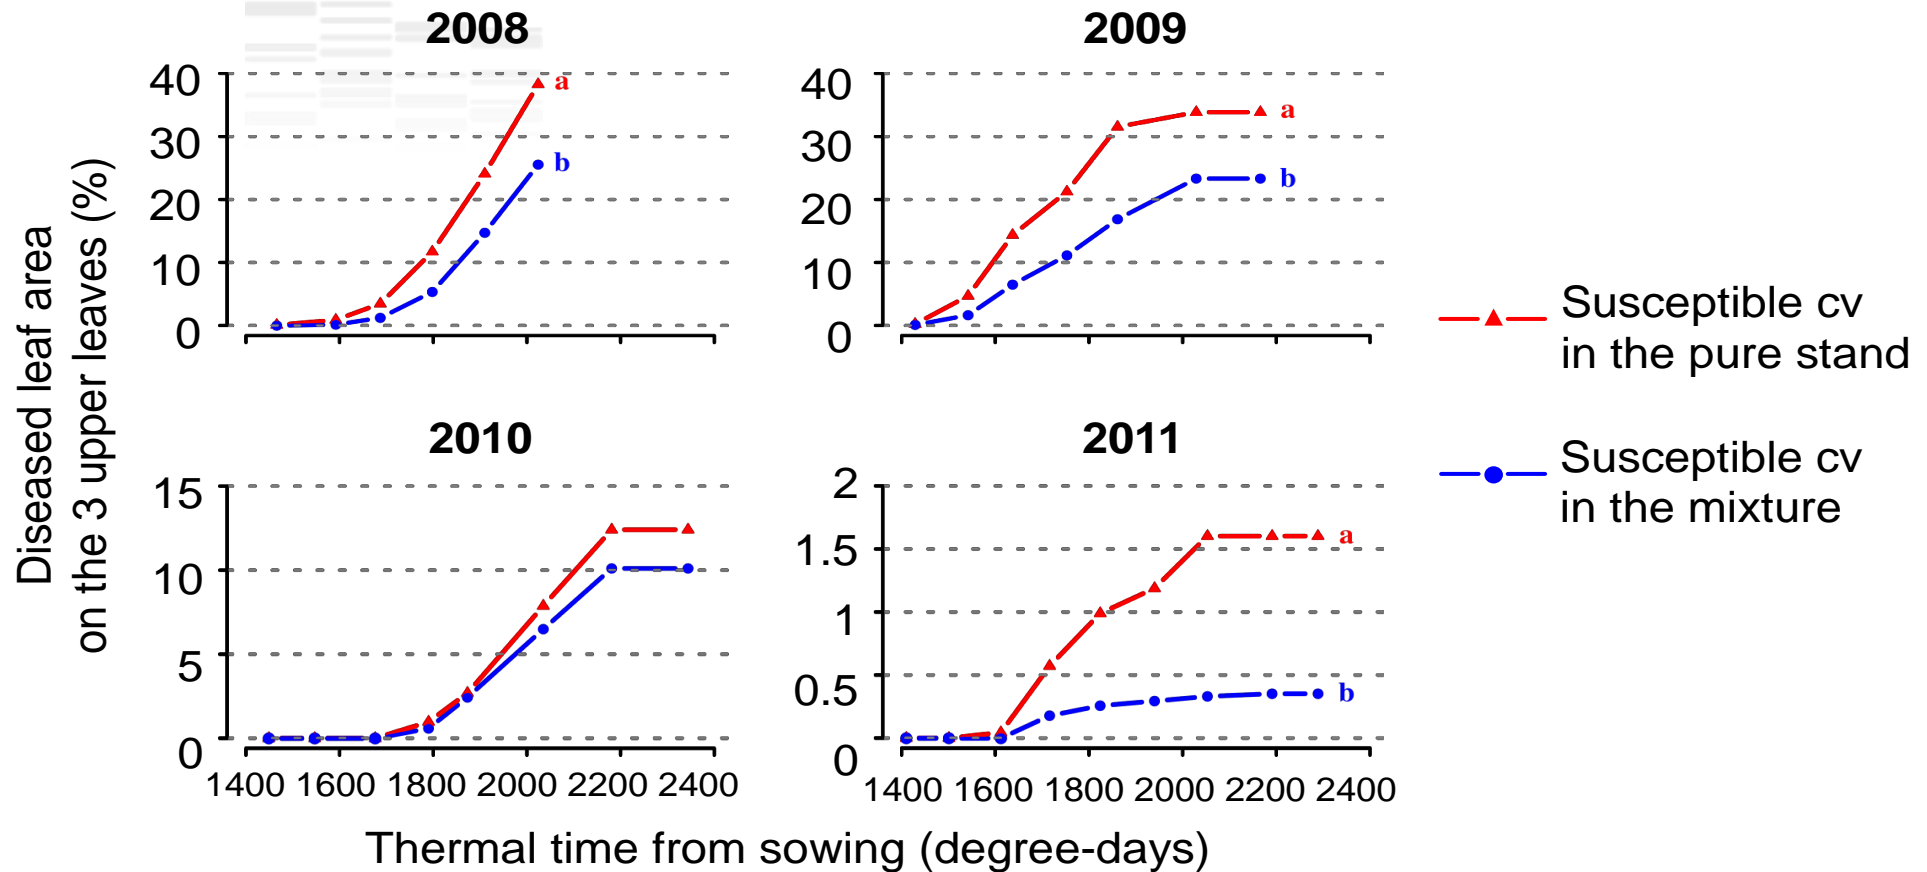 2008
40
30
20
10
0
a
b
2009
40
30
20
10
0
a
b
Diseased leaf area
on the 3 upper leaves (%)
Susceptible cv
in the pure stand
Susceptible cv
in the mixture
2010
15
10
5
0
1400 1600 1800 2000 2200 2400
2011
2
1.5
1
0.5
0
a
b
1400 1600 1800 2000 2200 2400
Thermal time from sowing (degree-days)